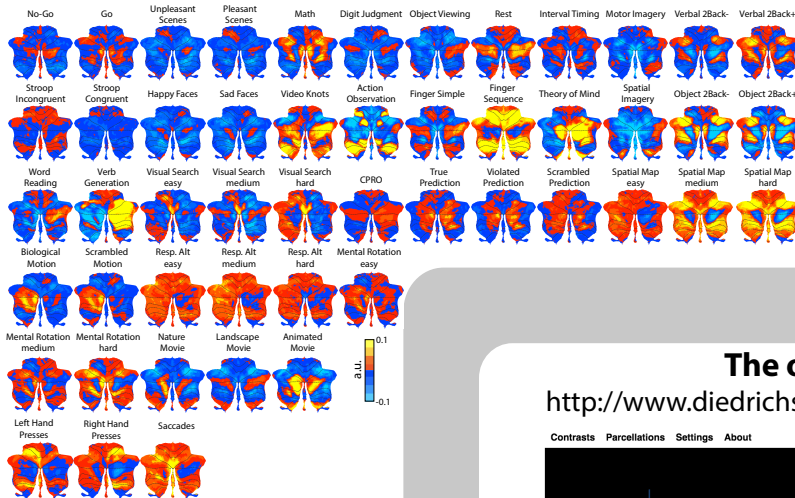 No-Go Go Unpleasant Scenes Pleasant Scenes Math Digit Judgment Object Viewing Rest Interval Timing Motor Imagery Verbal 2Back- Verbal 2Back+
Stroop Incongruent Stroop Congruent Happy Faces Sad Faces Video Knots Action Observation Finger Simple Finger Sequence Theory of Mind Spatial Imagery Object 2Back- Object 2Back+
Word Reading Verb Generation Visual Search easy Visual Search medium Visual Search hard CPRO True Prediction Violated Prediction Scrambled Prediction Spatial Map easy Spatial Map medium Spatial Map hard
Biological Motion Scrambled Motion Resp. Alt easy Resp. Alt medium Resp. Alt hard Mental Rotation easy
Mental Rotation medium Mental Rotation hard Nature Movie Landscape Movie Animated Movie
0.1
a.u.
-0.1
Left Hand Presses Right Hand Presses Saccades
The
http://www.diedrichs
Contrasts Parcellations Settings About